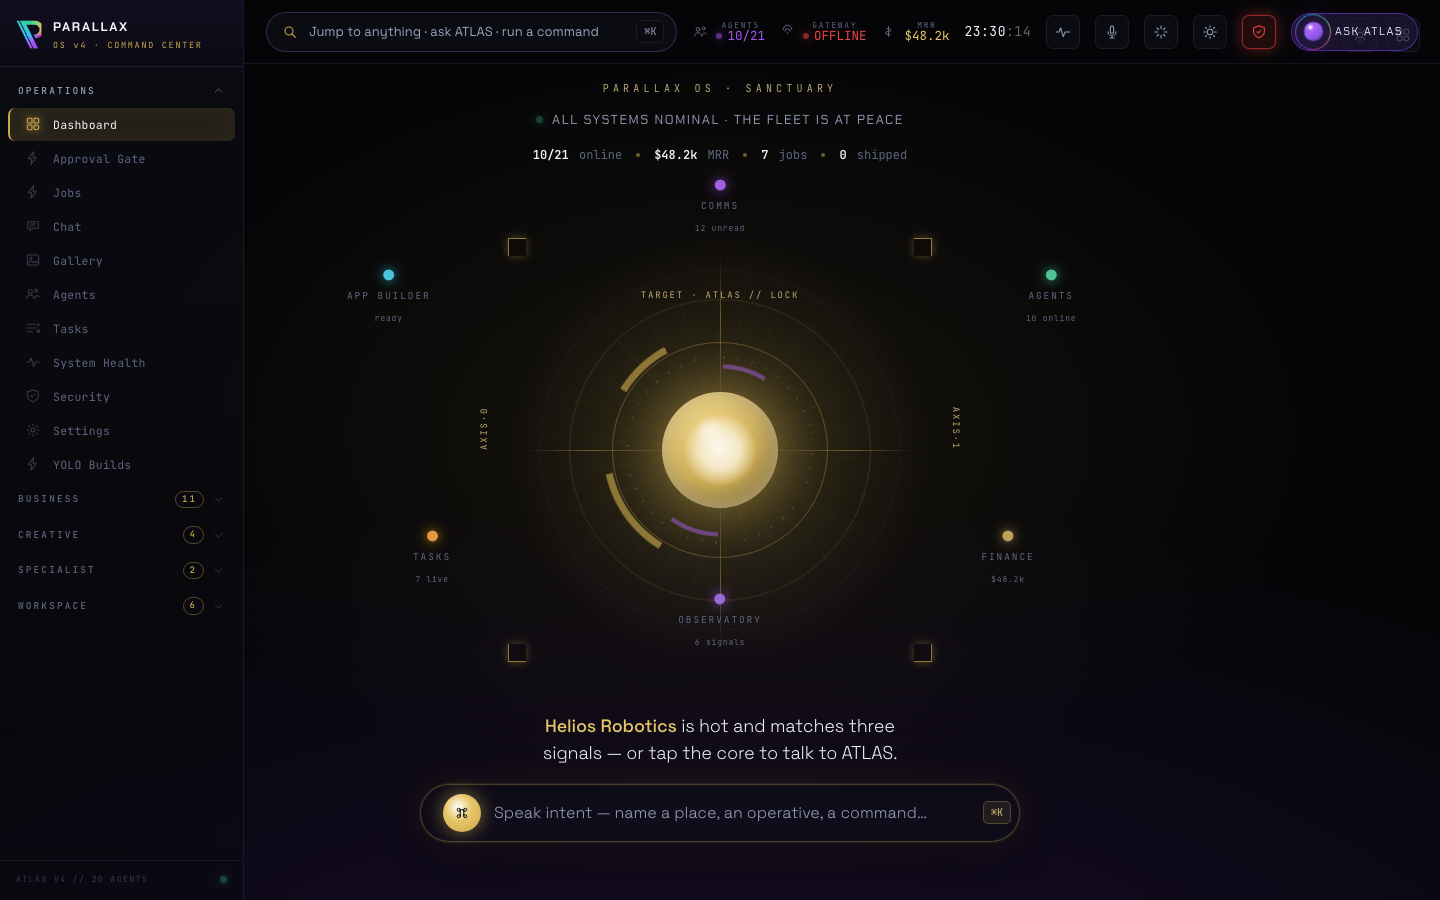 PARALLAX
OS v4 · COMMAND CENTER
OPERATIONS
Dashboard
Approval Gate
Jobs
Chat
Gallery
Agents
Tasks
System Health
Security
Settings
YOLO Builds
BUSINESS 11
CREATIVE 4
SPECIALIST 2
WORKSPACE 6
ATLAS V4 // 20 AGENTS
Jump to anything · ask ATLAS · run a command ⌘K
AGENTS
10/21
GATEWAY
OFFLINE
MRR
$48.2k
23:30:14
ASK ATLAS
PARALLAX OS · SANCTUARY
ALL SYSTEMS NOMINAL · THE FLEET IS AT PEACE
10/21 online • $48.2k MRR • 7 jobs • 0 shipped
COMMS
12 unread
APP BUILDER
ready
AGENTS
10 online
TARGET · ATLAS // LOCK
AXIS·0
AXIS·1
TASKS
7 live
FINANCE
$48.2k
OBSERVATORY
6 signals
Helios Robotics is hot and matches three
signals — or tap the core to talk to ATLAS.
⌘ Speak intent — name a place, an operative, a command… ⌘K